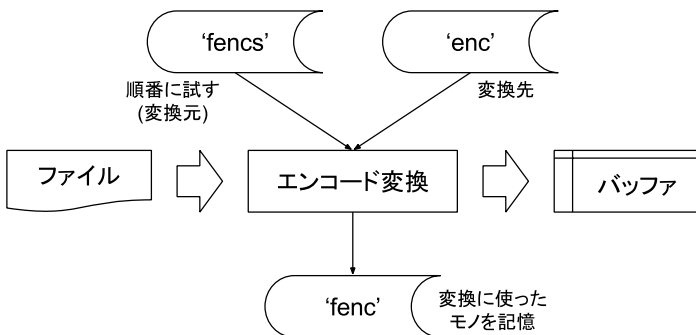 ‘fencs’
‘enc’
順番に試す
(変換元)
変換先
ファイル
エンコード変換
バッファ
‘fenc’
変換に使った
モノを記憶